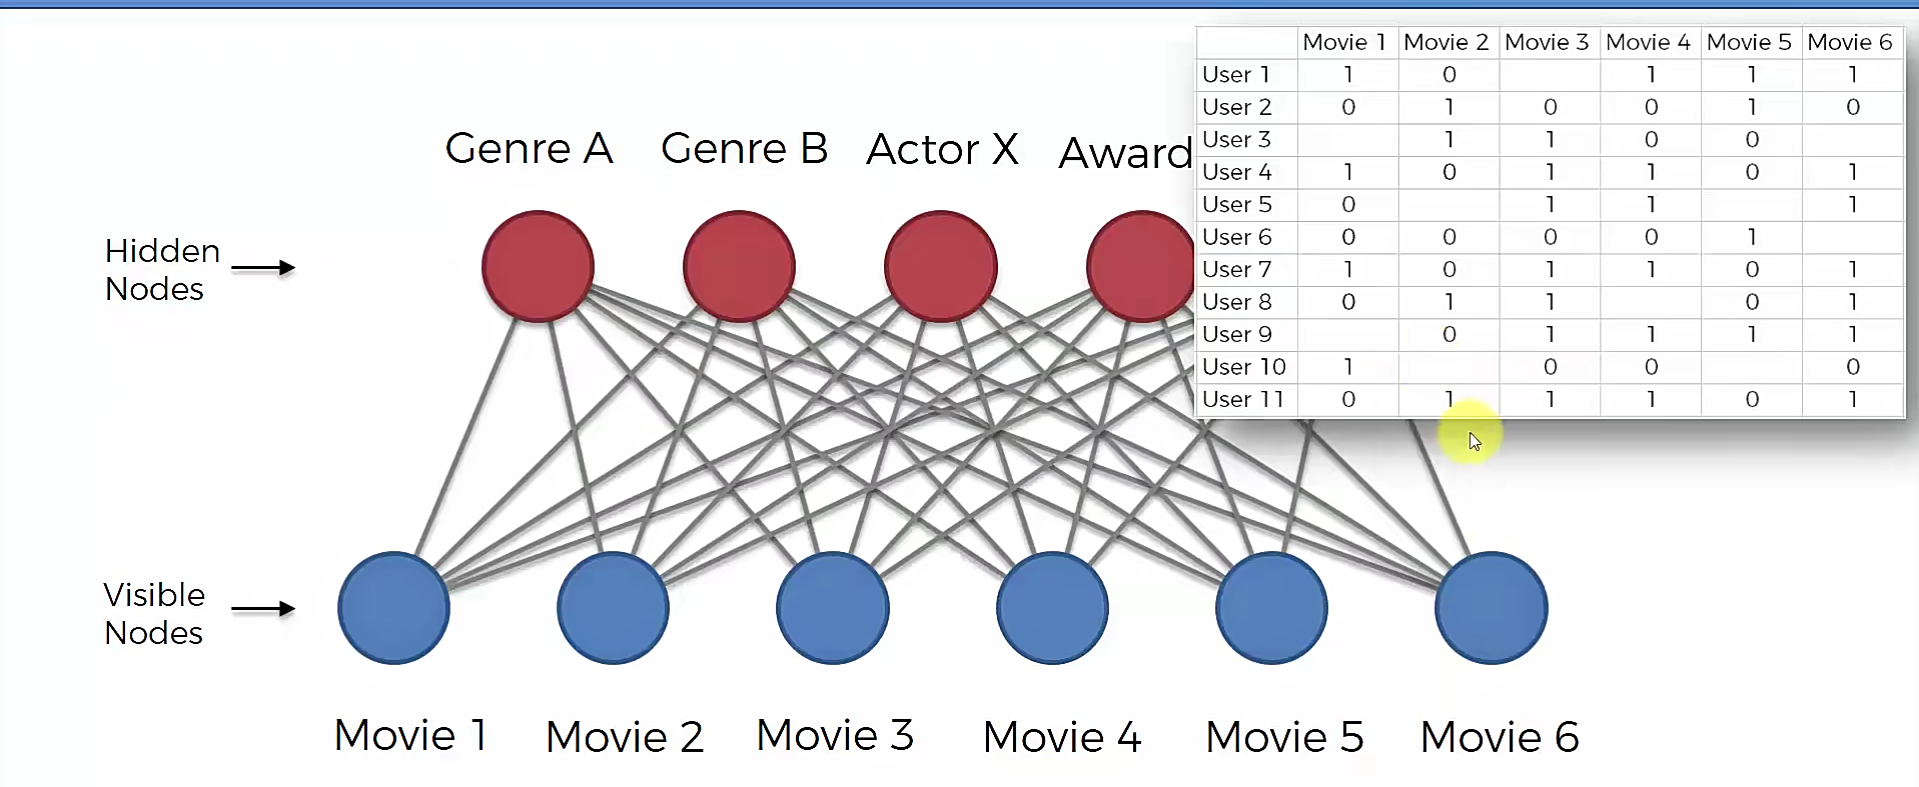 Genre A Genre B Actor X Award
Hidden
Nodes
Visible
Nodes
Movie 1 Movie 2 Movie 3 Movie 4 Movie 5 Movie 6
Movie 1 Movie 2 Movie 3 Movie 4 Movie 5 Movie 6
User 1 1 0 1 1 1
User 2 0 1 0 0 1 0
User 3 1 1 0 0
User 4 1 0 1 1 0 1
User 5 0 1 1 1
User 6 0 0 0 0 1
User 7 1 0 1 1 0 1
User 8 0 1 1 0 1
User 9 0 1 1 1 1
User 10 1 0 0 0
User 11 0 1 1 1 0 1